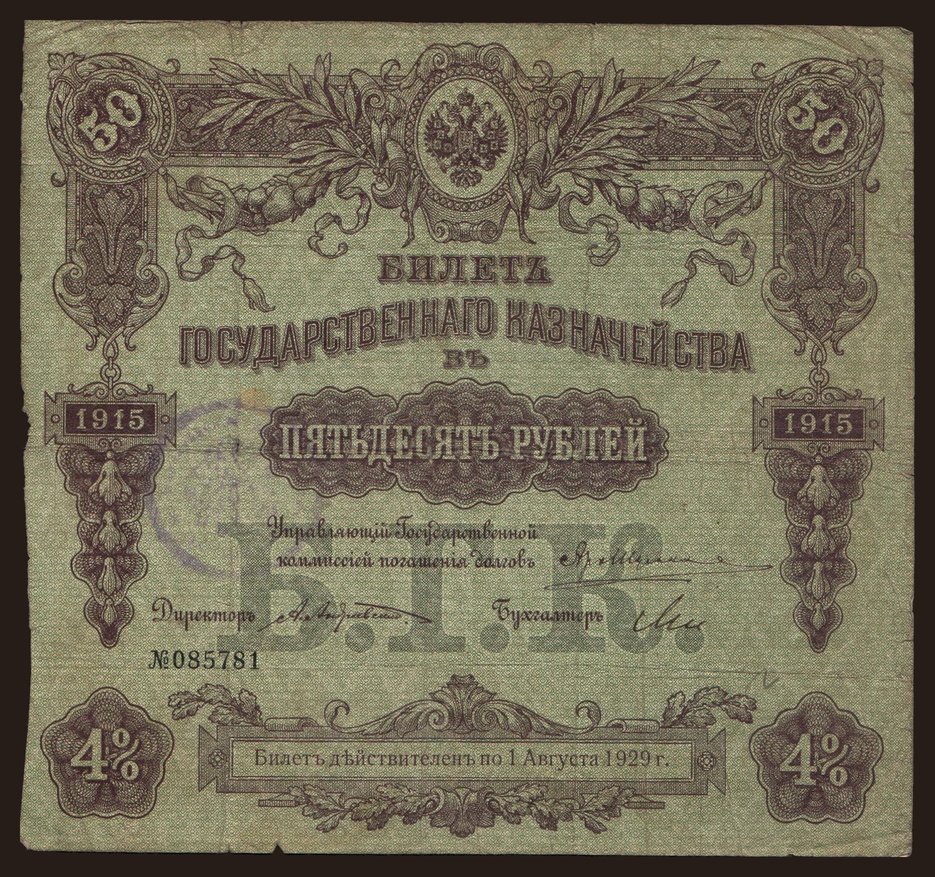 50 50
БИЛЕТЪ
ГОСУДАРСТВЕННАГО КАЗНАЧЕЙСТВА
ВЪ
1915 1915
ПЯТЬДЕСЯТЪ РУБЛЕЙ
Управляющій Государственной
коммиссіей погашенія долговъ
Б.Г.К°.
Директоръ Бухгалтеръ
№085781
4% 4%
Билетъ дѣйствителенъ по 1 Августа 1929 г.